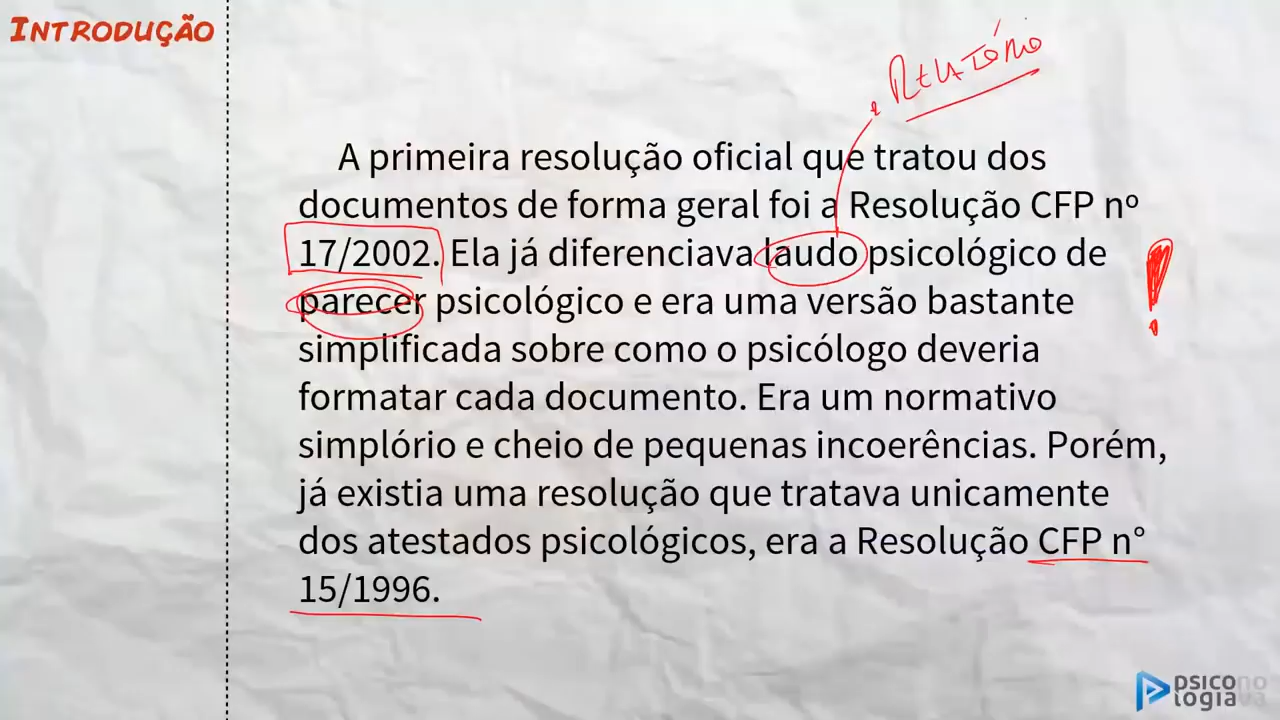 INTRODUÇÃO
RELATÓRIO
A primeira resolução oficial que tratou dos
documentos de forma geral foi a Resolução CFP nº
17/2002. Ela já diferenciava laudo psicológico de
parecer psicológico e era uma versão bastante
simplificada sobre como o psicólogo deveria
formatar cada documento. Era um normativo
simplório e cheio de pequenas incoerências. Porém,
já existia uma resolução que tratava unicamente
dos atestados psicológicos, era a Resolução CFP n°
15/1996.
!
psicono
logiava